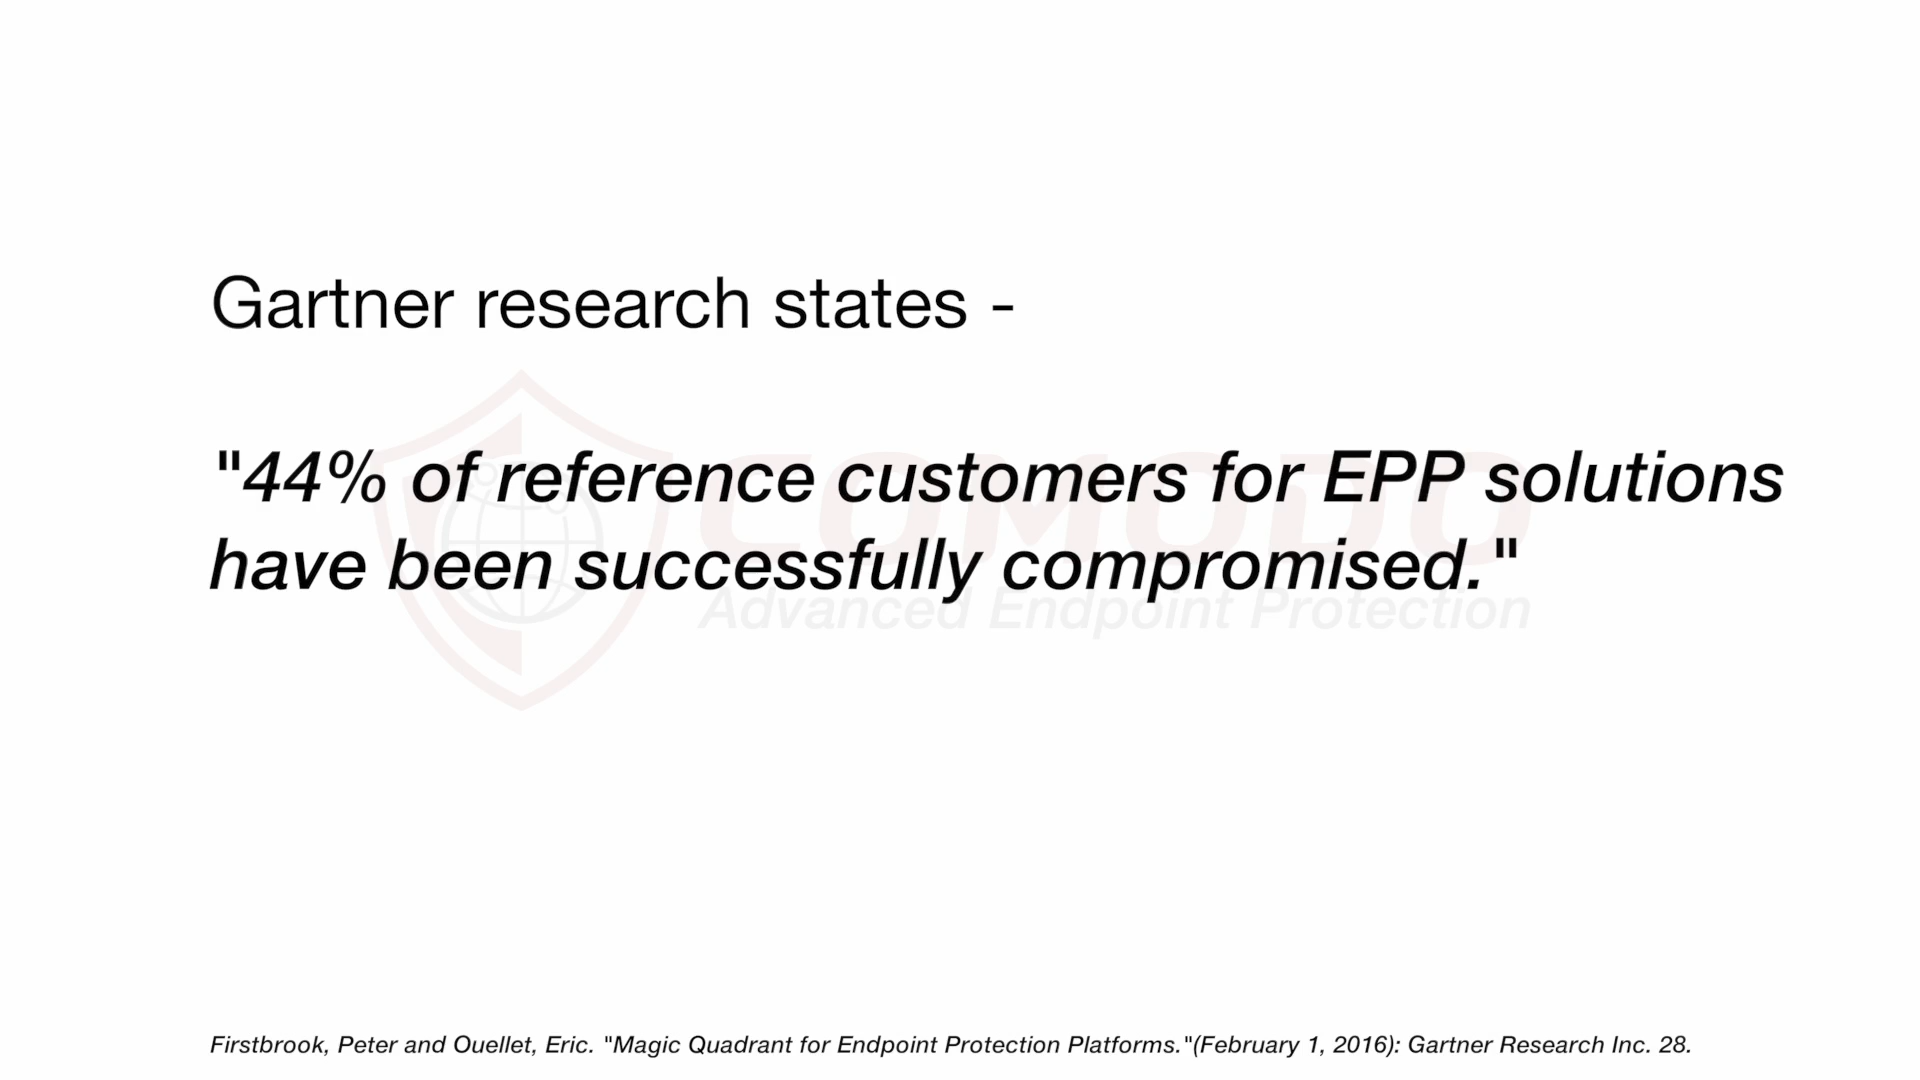 Gartner research states -
"44% of reference customers for EPP solutions
have been successfully compromised."
COMODO
Advanced Endpoint Protection
Firstbrook, Peter and Ouellet, Eric. "Magic Quadrant for Endpoint Protection Platforms."(February 1, 2016): Gartner Research Inc. 28.